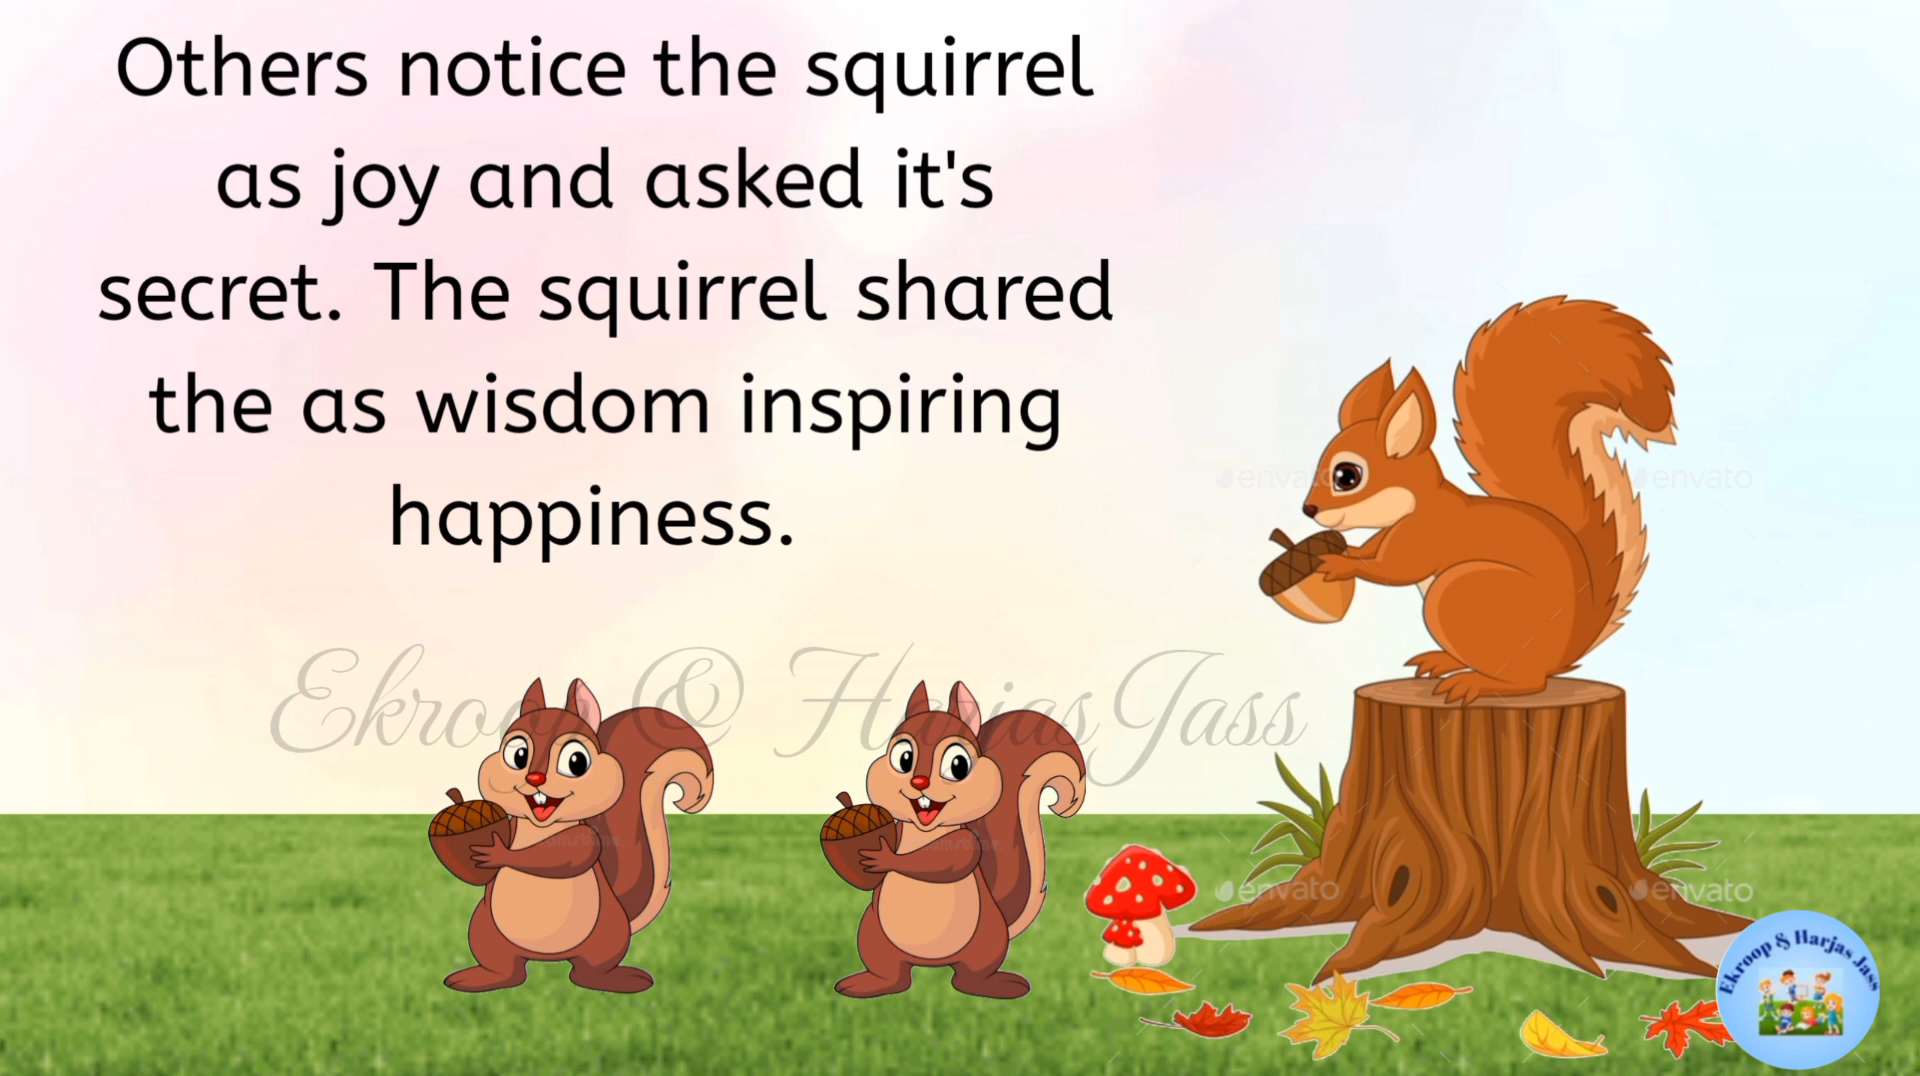 Others notice the squirrel
as joy and asked it's
secret. The squirrel shared
the as wisdom inspiring
happiness.
envato envato
Ekroop & Harjas Jass
envato envato
Ekroop & Harjas Jass